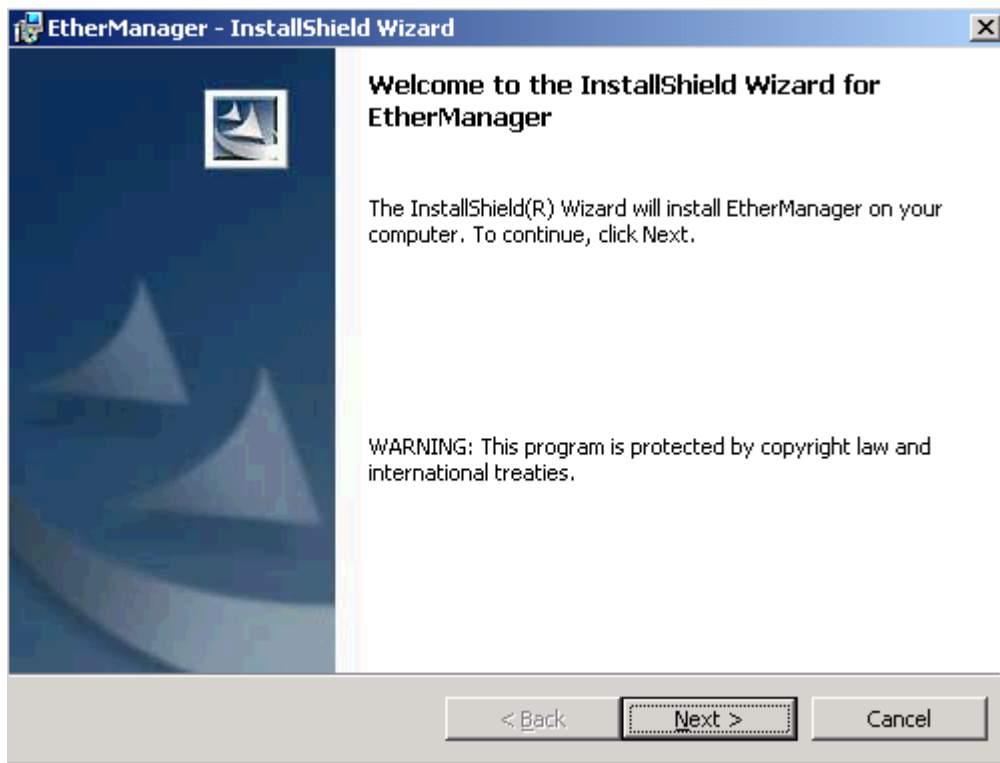 EtherManager - InstallShield Wizard
Welcome to the InstallShield Wizard for
EtherManager
The InstallShield(R) Wizard will install EtherManager on your
computer. To continue, click Next.
WARNING: This program is protected by copyright law and
international treaties.
< Back
Next >
Cancel